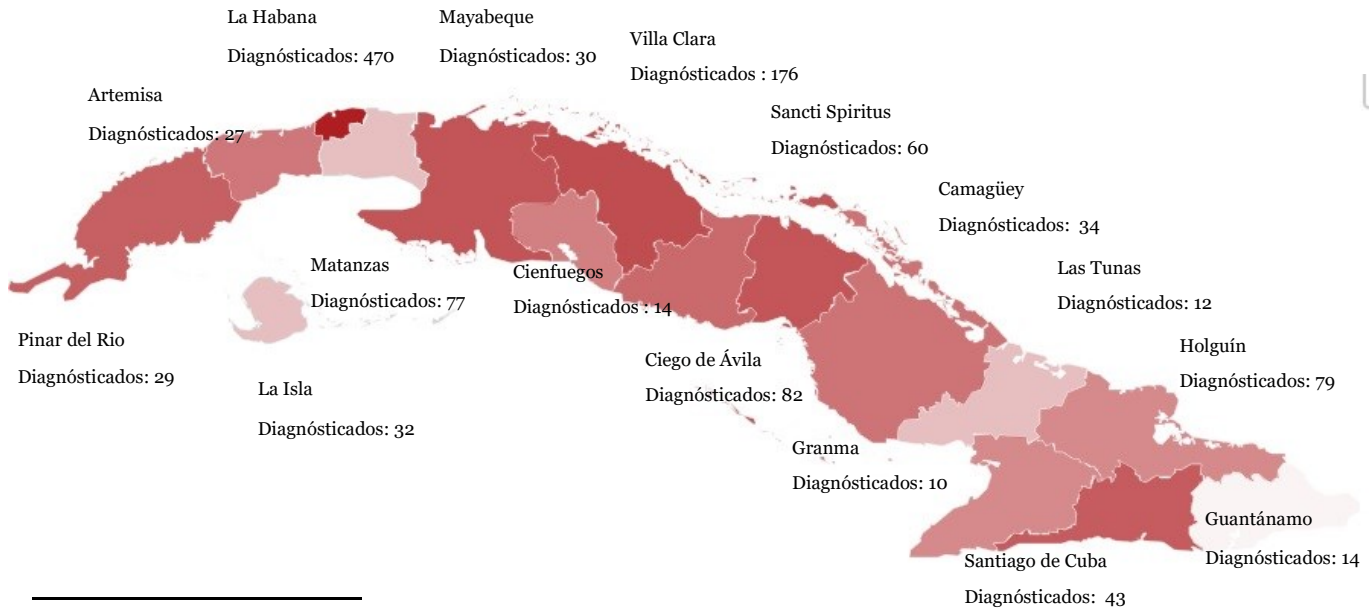 La Habana
Diagnósticados: 470
Mayabeque
Diagnósticados: 30
Villa Clara
Diagnósticados : 176
Artemisa
Diagnósticados: 27
Sancti Spiritus
Diagnósticados: 60
Camagüey
Diagnósticados: 34
Matanzas
Diagnósticados: 77
Cienfuegos
Diagnósticados : 14
Las Tunas
Diagnósticados: 12
Pinar del Rio
Diagnósticados: 29
Holguín
Diagnósticados: 79
Ciego de Ávila
Diagnósticados: 82
La Isla
Diagnósticados: 32
Granma
Diagnósticados: 10
Guantánamo
Diagnósticados: 14
Santiago de Cuba
Diagnósticados: 43